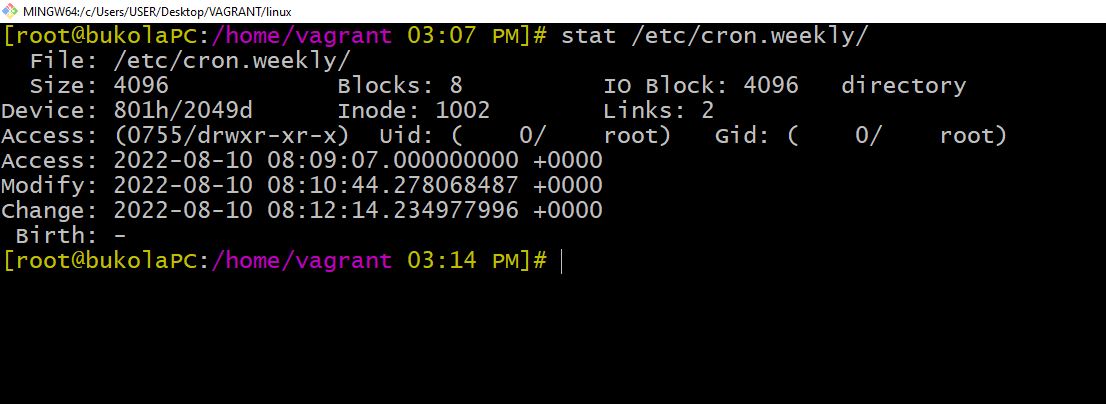 MINGW64:/c/Users/USER/Desktop/VAGRANT/linux
[root@bukolaPC:/home/vagrant 03:07 PM]# stat /etc/cron.weekly/
  File: /etc/cron.weekly/
  Size: 4096            Blocks: 8          IO Block: 4096   directory
Device: 801h/2049d      Inode: 1002        Links: 2
Access: (0755/drwxr-xr-x)  Uid: (    0/    root)   Gid: (    0/    root)
Access: 2022-08-10 08:09:07.000000000 +0000
Modify: 2022-08-10 08:10:44.278068487 +0000
Change: 2022-08-10 08:12:14.234977996 +0000
 Birth: -
[root@bukolaPC:/home/vagrant 03:14 PM]#